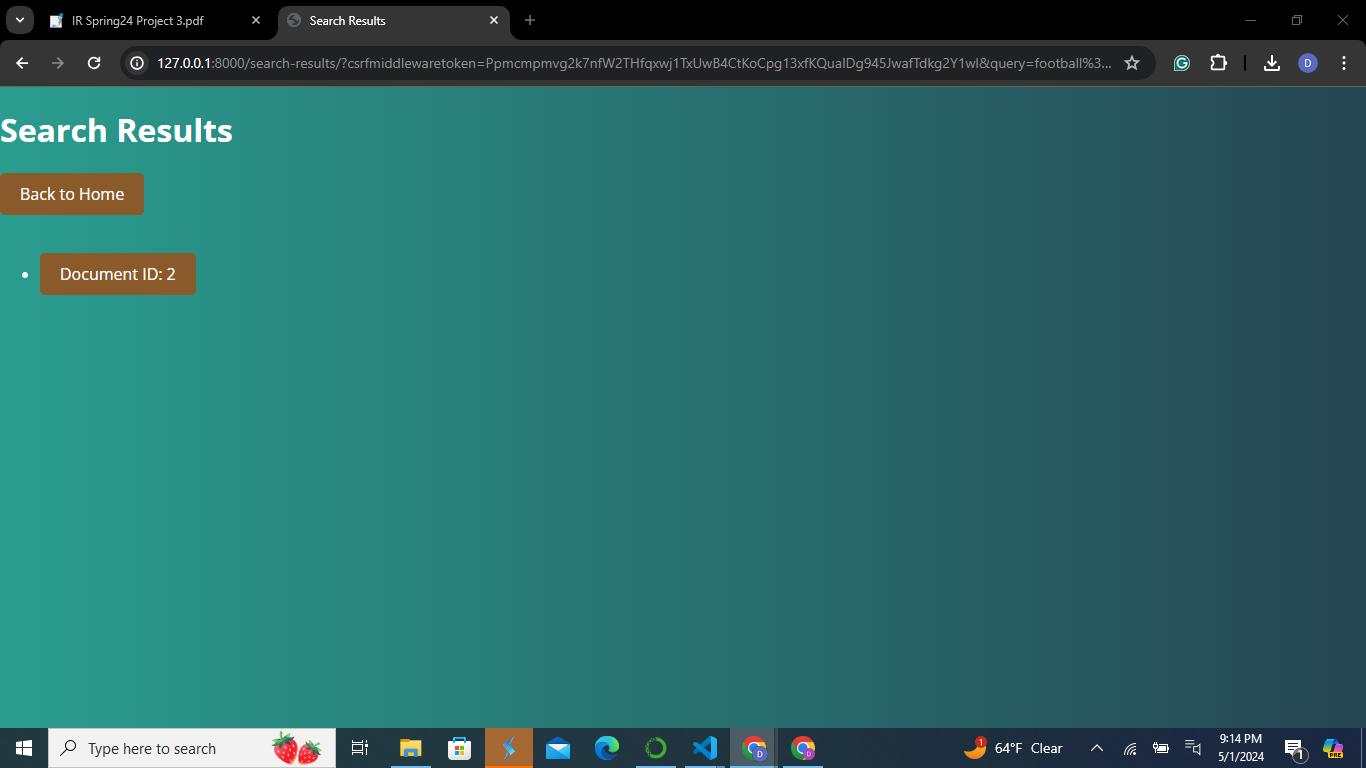 IR Spring24 Project 3.pdf
Search Results
127.0.0.1:8000/search-results/?csrfmiddlewaretoken=Ppmcmpmvg2k7nfW2THfqxwj1TxUwB4CtKoCpg13xfKQuaIDg945JwafTdkg2Y1wI&query=football%3...
D
Search Results
Back to Home
Document ID: 2
Type here to search
D
D
1
64°F Clear
9:14 PM
5/1/2024
1
PRE